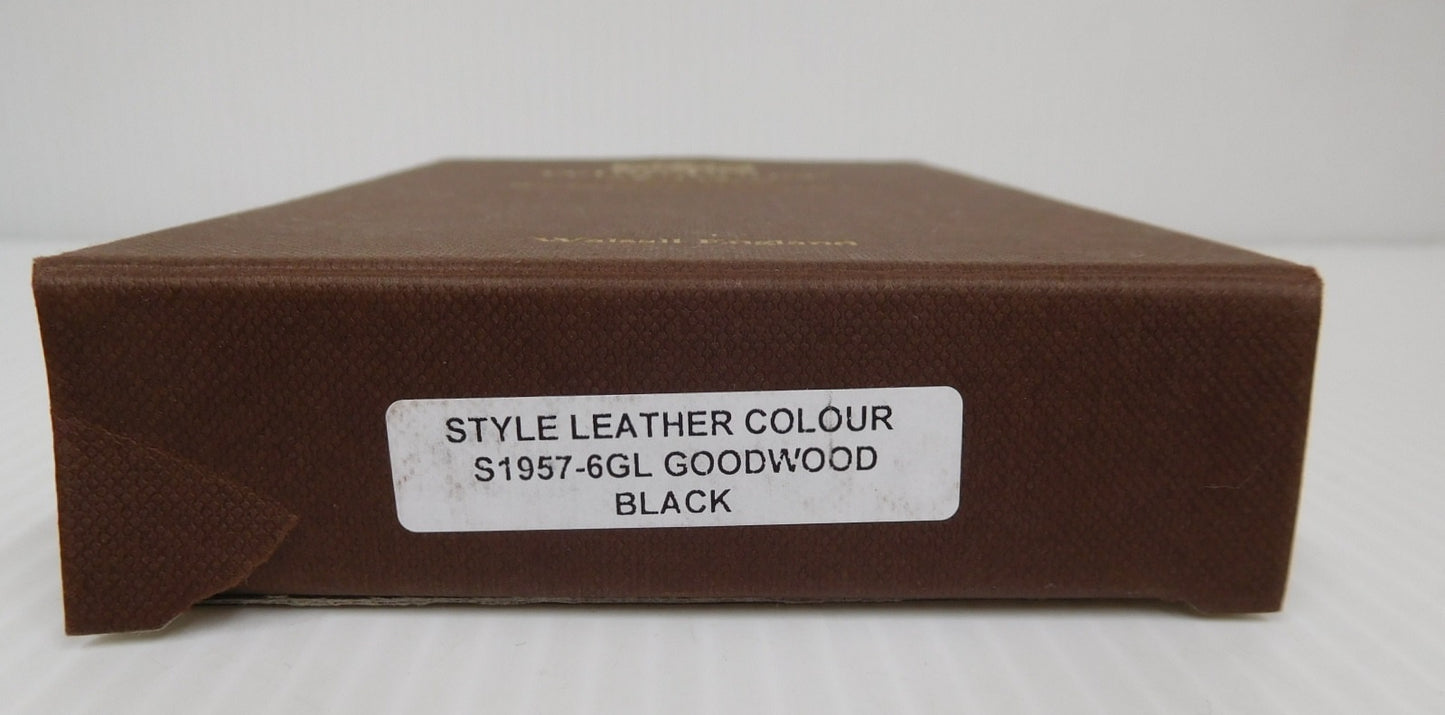 Walsall England
STYLE LEATHER COLOUR
S1957-6GL GOODWOOD
BLACK